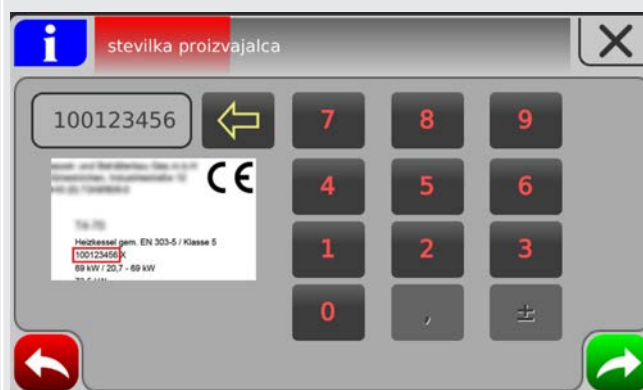 i
stevilka proizvajalca
100123456
7 8 9
4 5 6
1 2 3
0 , ±
CE
Heizkessel gem. EN 303-5 / Klasse 5
100123456 X
69 kW / 20,7 - 69 kW